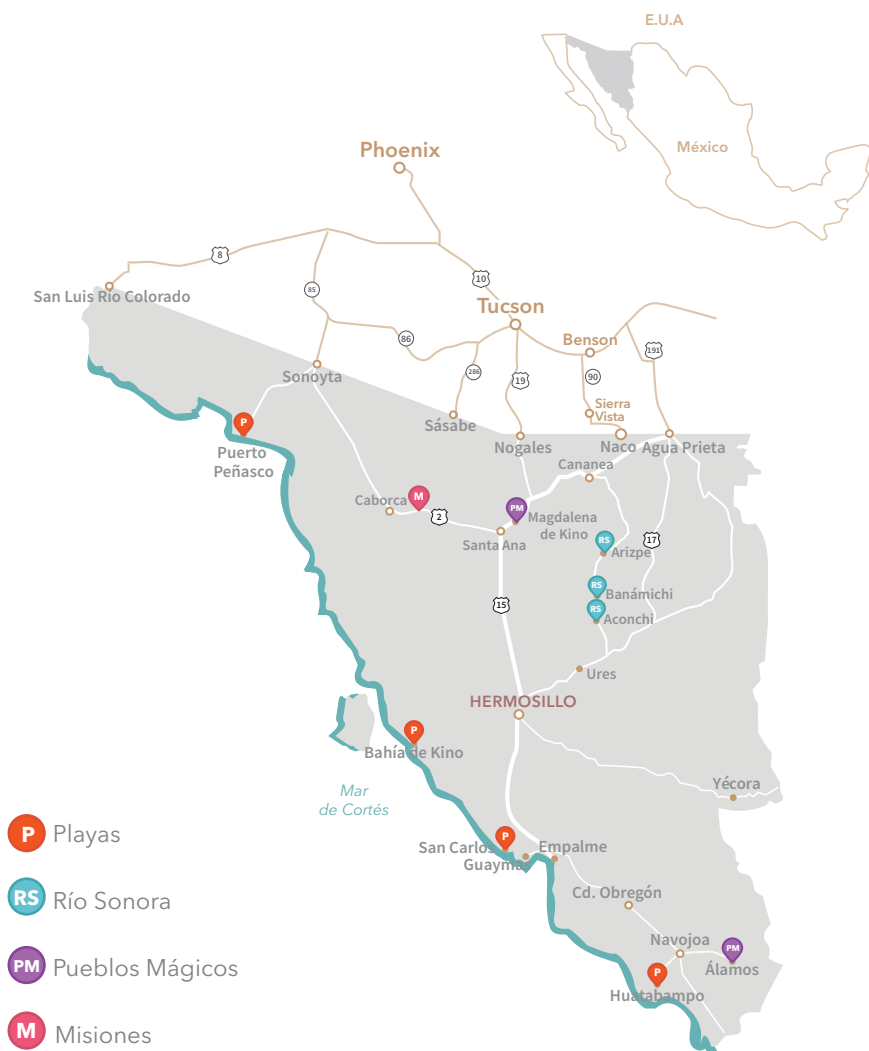 E.U.A
México
Phoenix
8
10
85
San Luis Río Colorado
Tucson
86
Benson
191
286
19
90
Sonoyta
Sierra
Vista
P
Sásabe
Nogales
Naco
Agua Prieta
Puerto
Peñasco
Cananea
Caborca
M
2
PM
Magdalena
de Kino
Santa Ana
RS
Arizpe
17
RS
Banámichi
15
RS
Aconchi
Ures
HERMOSILLO
P
Bahía de Kino
Mar
de Cortés
Yécora
P
San Carlos
Guaymas
Empalme
Cd. Obregón
Navojoa
PM
Álamos
P
Huatabampo
P Playas
RS Río Sonora
PM Pueblos Mágicos
M Misiones